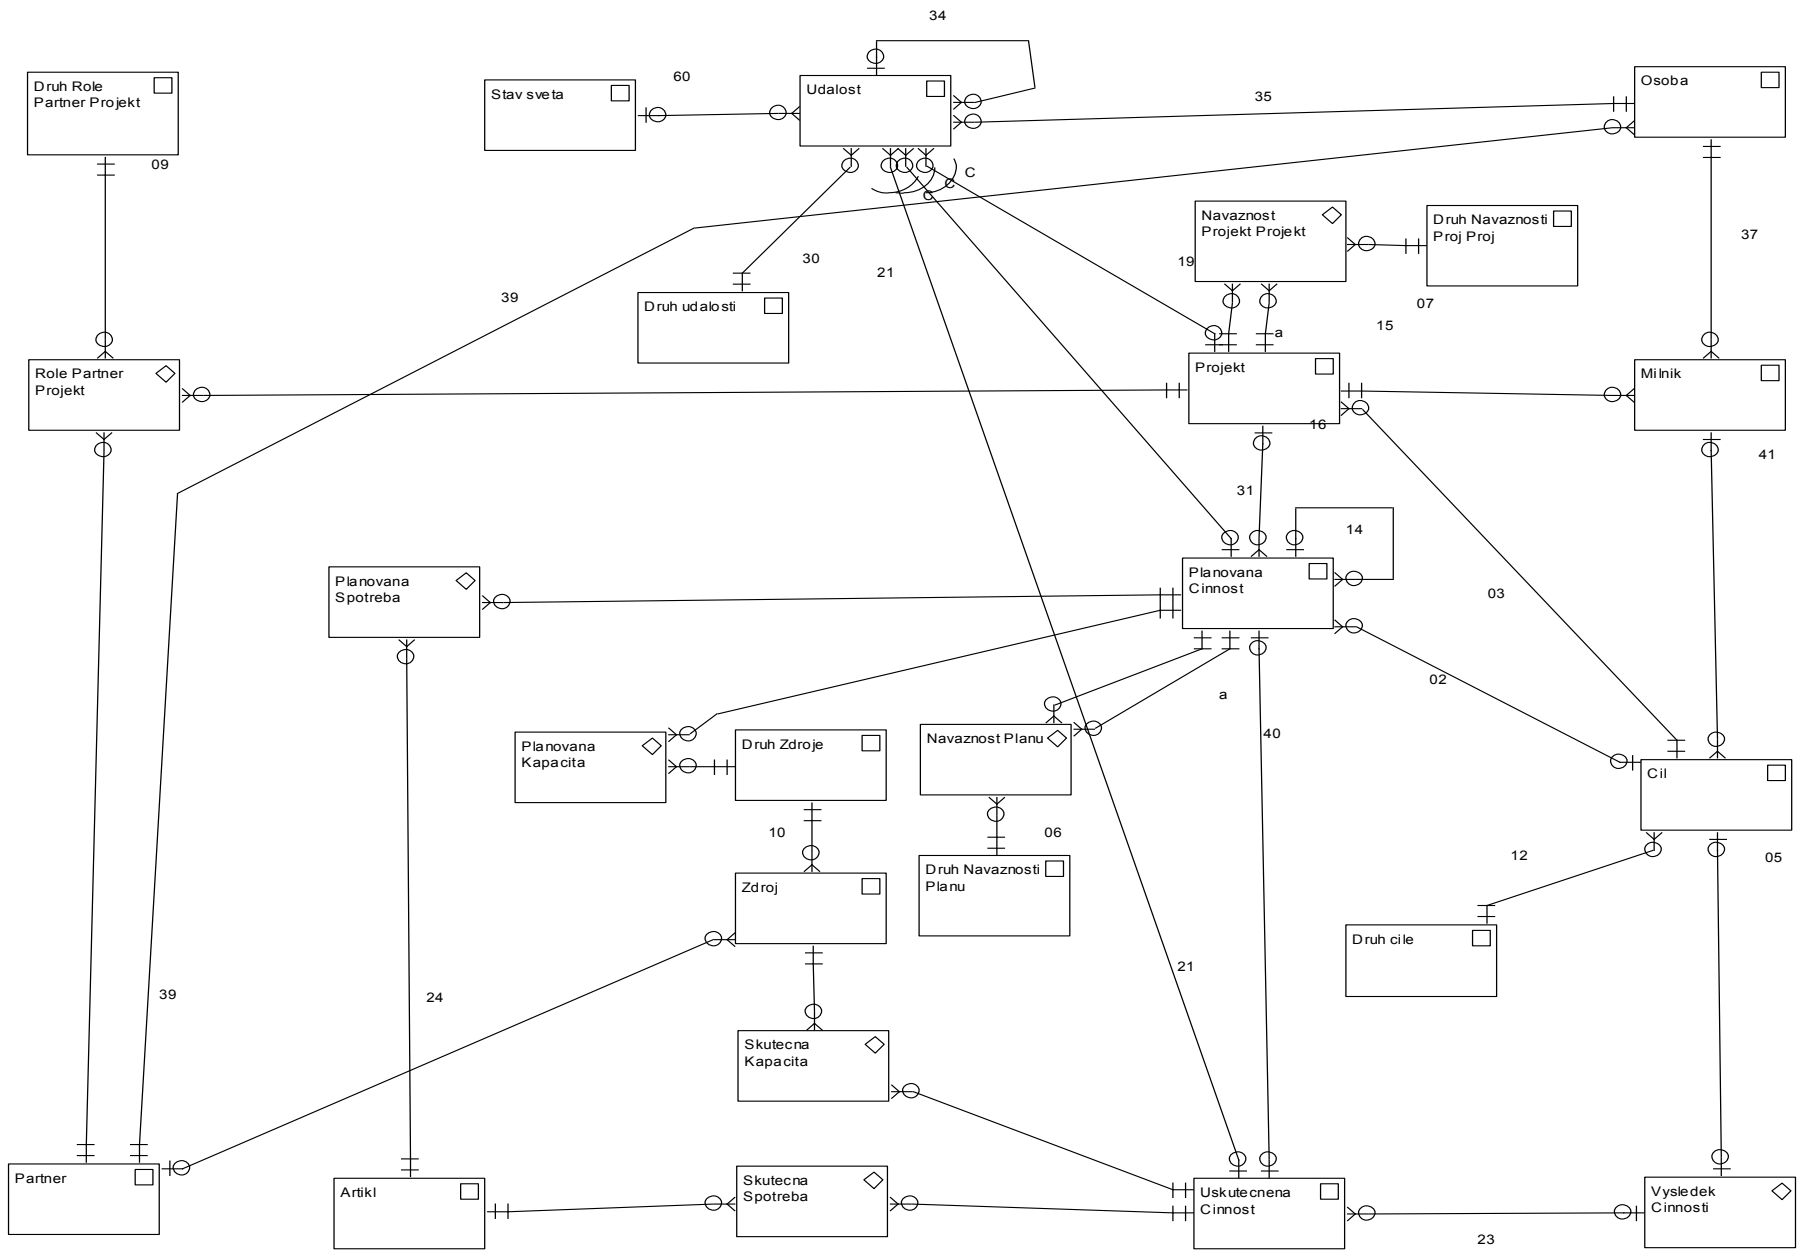 34
60
Druh Role
Partner Projekt
Stav sveta
Udalost
35
Osoba
09
C
C
C
Navaznost
Projekt Projekt
Druh Navaznosti
Proj Proj
37
30
21
19
39
07
Druh udalosti
15
a
Role Partner
Projekt
Projekt
Milnik
16
41
31
14
Planovana
Spotreba
Planovana
Cinnost
03
02
a
40
Planovana
Kapacita
Druh Zdroje
Navaznost Planu
Cil
10
06
12
05
Druh Navaznosti
Planu
Zdroj
Druh cile
21
39
24
Skutecna
Kapacita
Partner
Artikl
Skutecna
Spotreba
Uskutecnena
Cinnost
Vysledek
Cinnosti
23